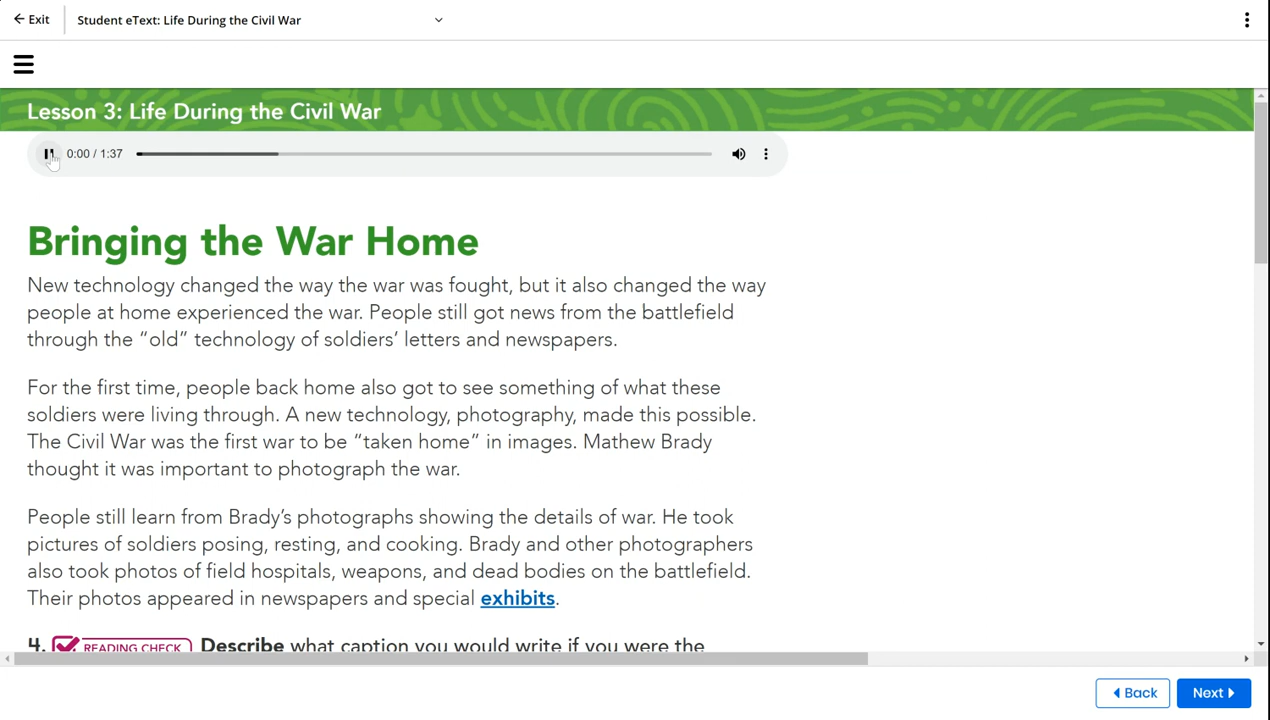 Exit
Student eText: Life During the Civil War
Lesson 3: Life During the Civil War
0:00 / 1:37
Bringing the War Home
New technology changed the way the war was fought, but it also changed the way
people at home experienced the war. People still got news from the battlefield
through the “old” technology of soldiers’ letters and newspapers.
For the first time, people back home also got to see something of what these
soldiers were living through. A new technology, photography, made this possible.
The Civil War was the first war to be “taken home” in images. Mathew Brady
thought it was important to photograph the war.
People still learn from Brady’s photographs showing the details of war. He took
pictures of soldiers posing, resting, and cooking. Brady and other photographers
also took photos of field hospitals, weapons, and dead bodies on the battlefield.
Their photos appeared in newspapers and special exhibits.
4. READING CHECK Describe what caption you would write if you were the
Back
Next